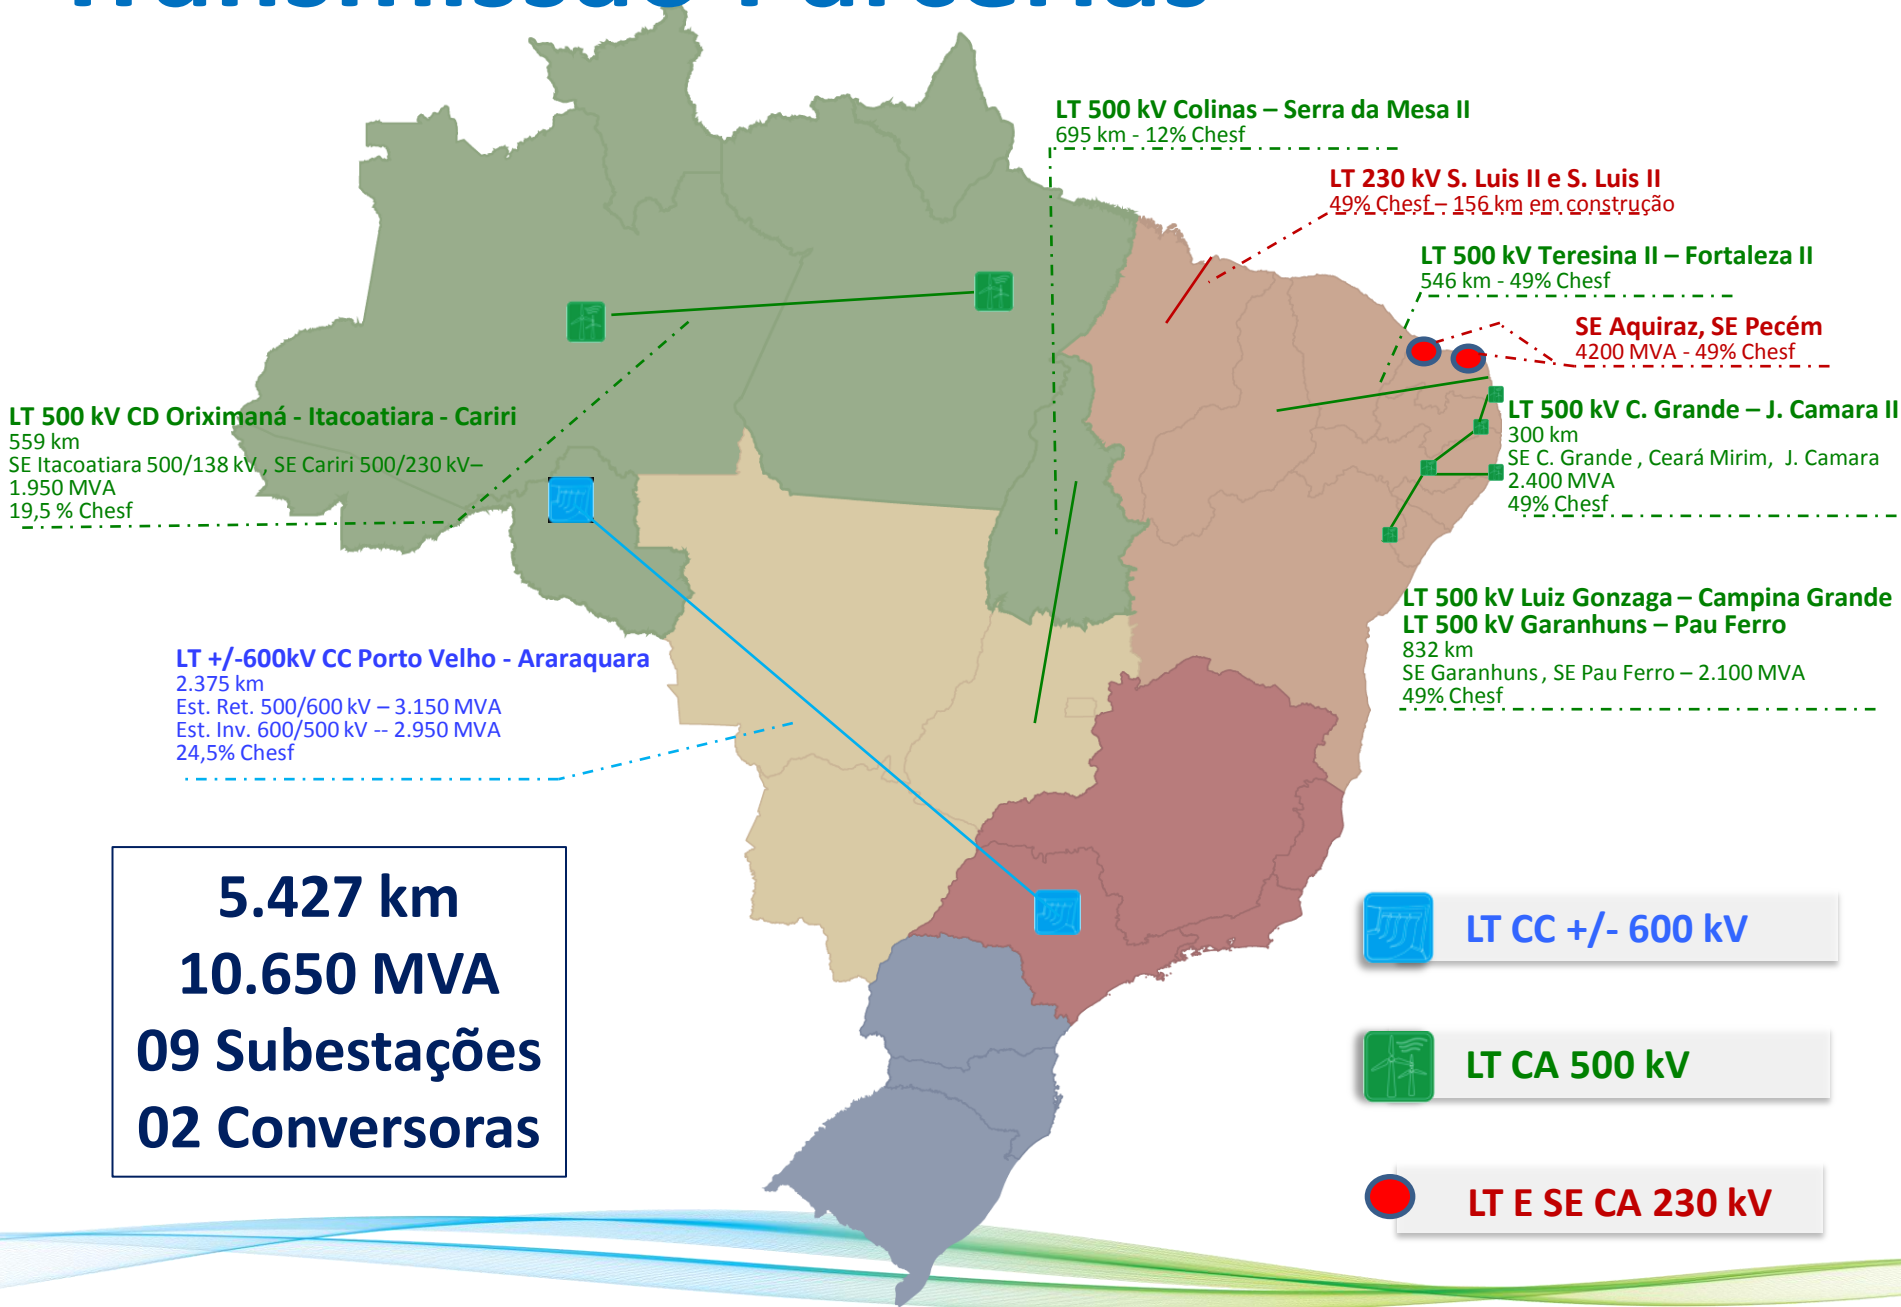 Transmissão Parcerias
LT 500 kV Colinas – Serra da Mesa II
695 km - 12% Chesf
LT 230 kV S. Luis II e S. Luis II
49% Chesf – 156 km em construção
LT 500 kV Teresina II – Fortaleza II
546 km - 49% Chesf
SE Aquiraz, SE Pecém
4200 MVA - 49% Chesf
LT 500 kV C. Grande – J. Camara II
300 km
SE C. Grande , Ceará Mirim, J. Camara
2.400 MVA
49% Chesf
LT 500 kV CD Oriximaná - Itacoatiara - Cariri
559 km
SE Itacoatiara 500/138 kV , SE Cariri 500/230 kV–
1.950 MVA
19,5 % Chesf
LT 500 kV Luiz Gonzaga – Campina Grande
LT 500 kV Garanhuns – Pau Ferro
832 km
SE Garanhuns , SE Pau Ferro – 2.100 MVA
49% Chesf
LT +/-600kV CC Porto Velho - Araraquara
2.375 km
Est. Ret. 500/600 kV – 3.150 MVA
Est. Inv. 600/500 kV -- 2.950 MVA
24,5% Chesf
5.427 km
10.650 MVA
09 Subestações
02 Conversoras
LT CC +/- 600 kV
LT CA 500 kV
LT E SE CA 230 kV